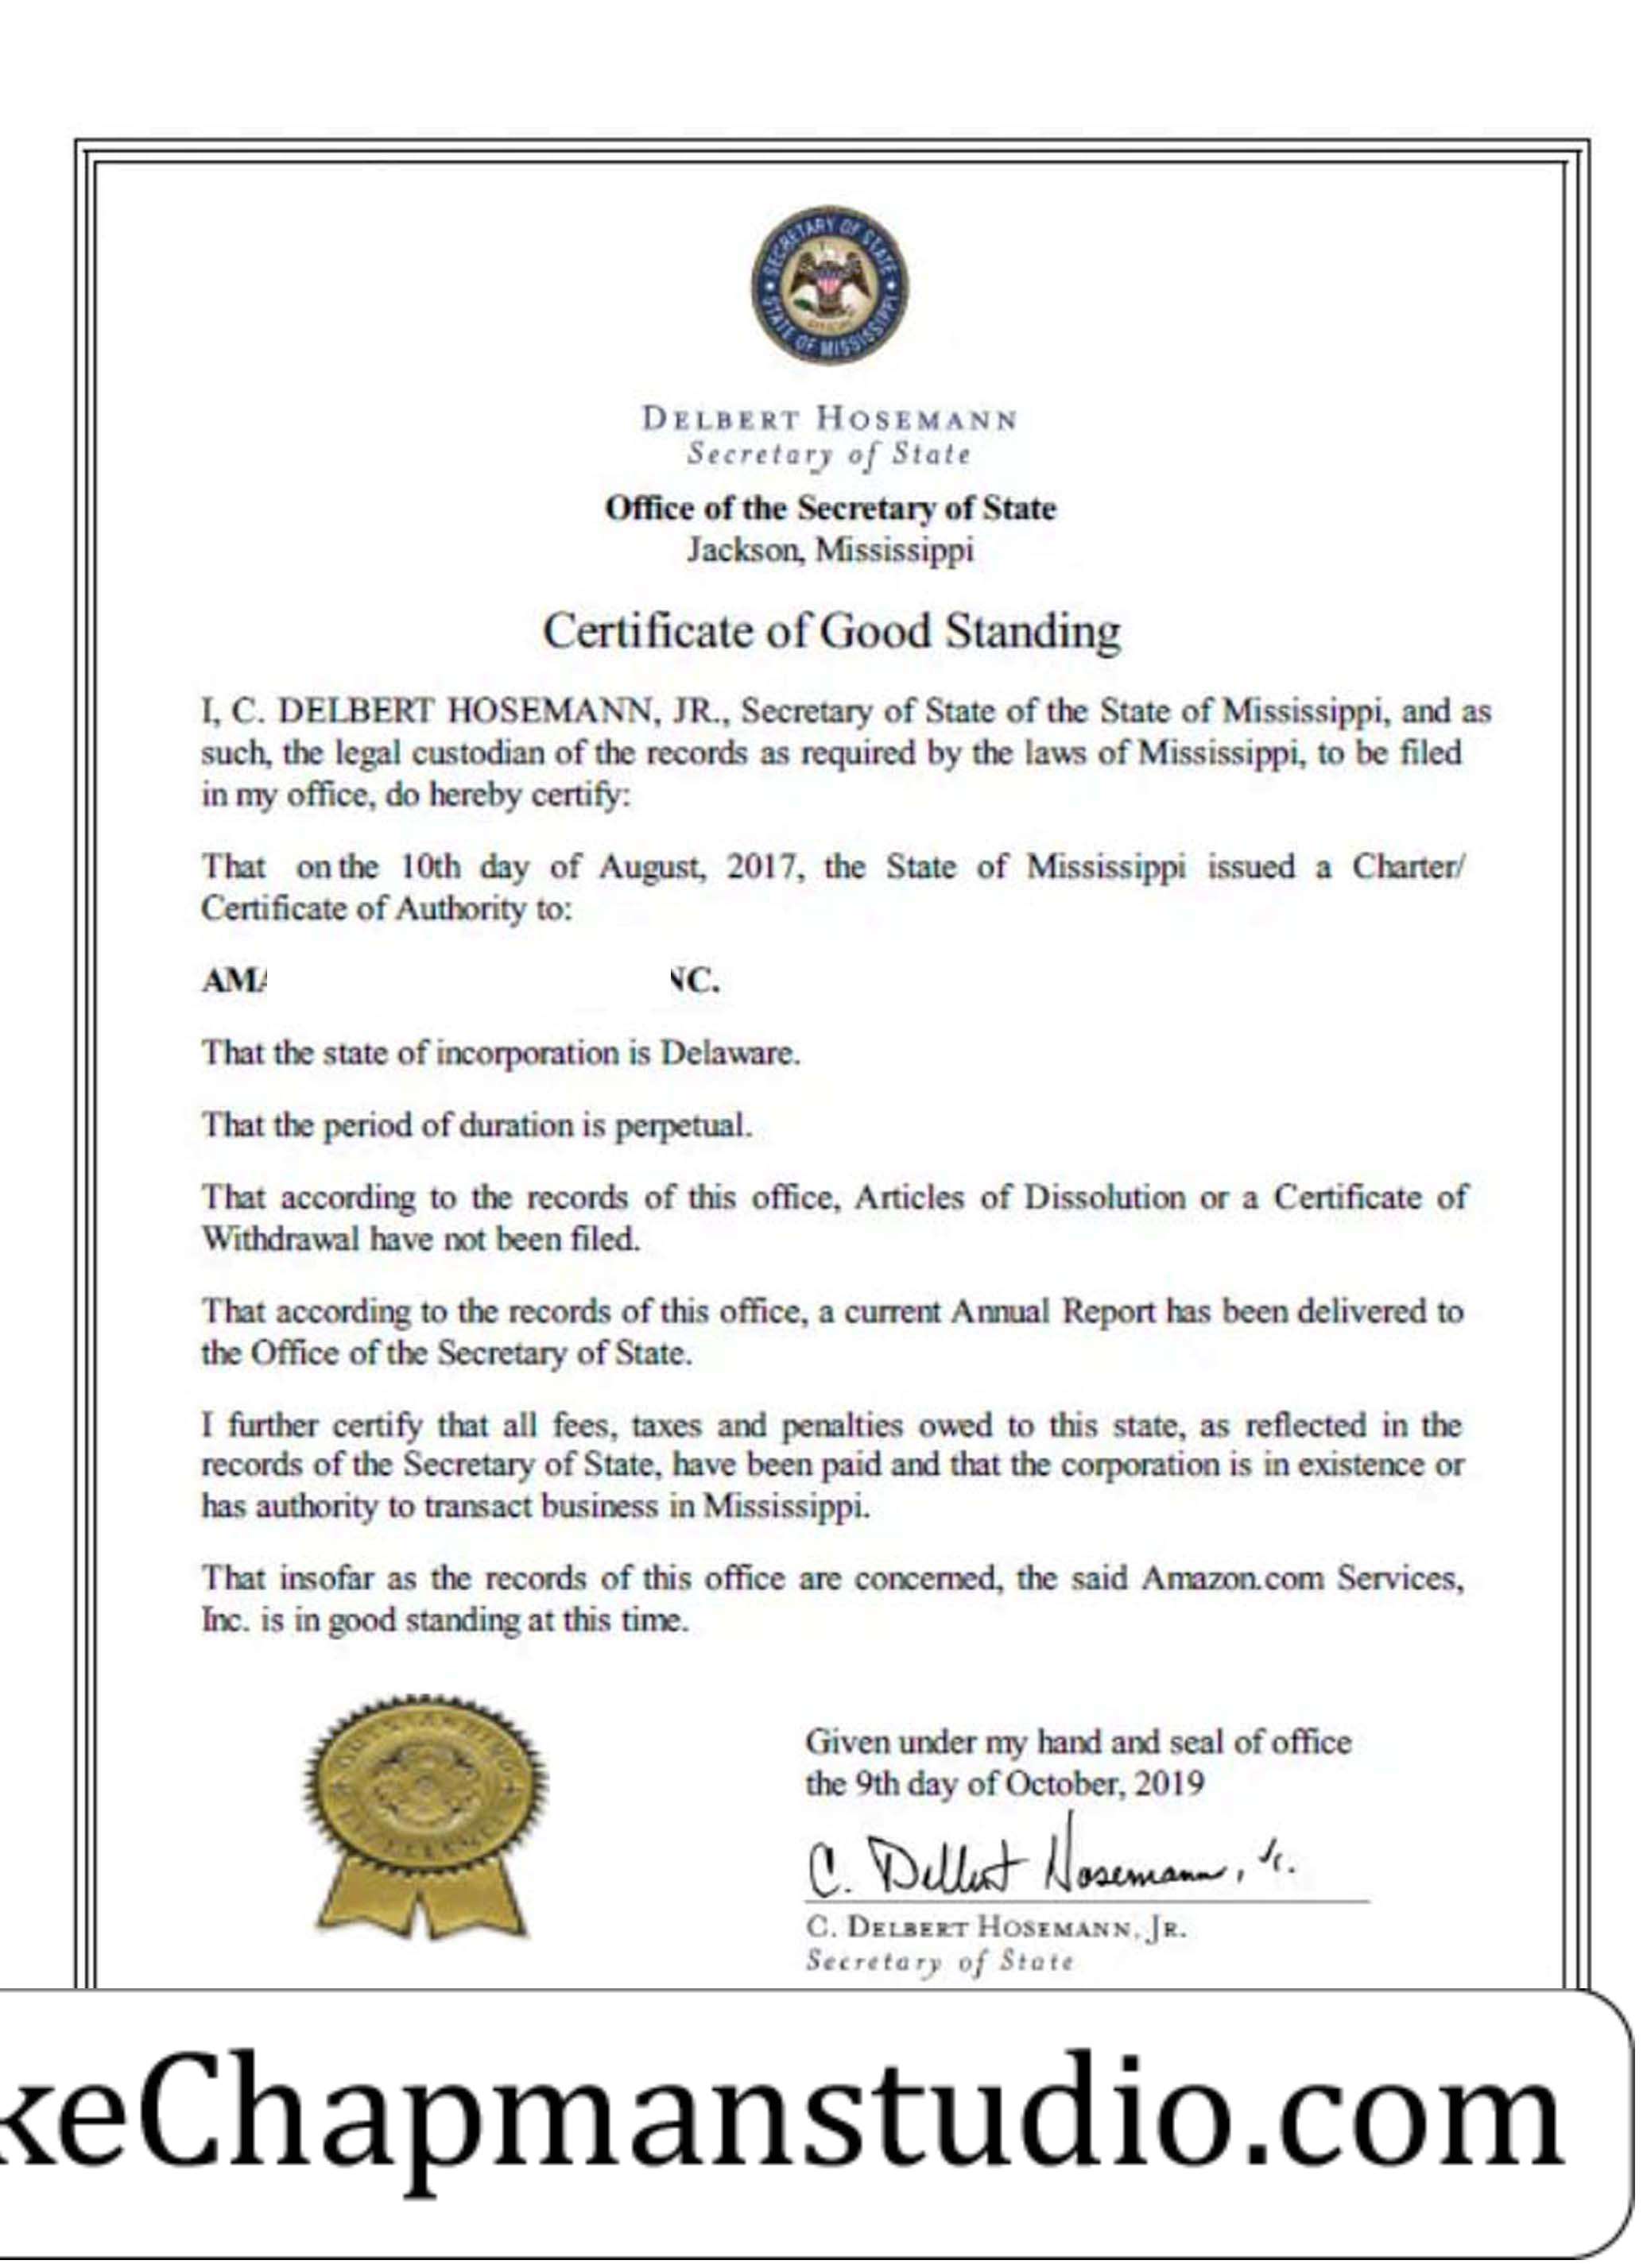 SECRETARY OF STATE
STATE OF MISSISSIPPI
DELBERT HOSEMANN
Secretary of State
Office of the Secretary of State
Jackson, Mississippi
Certificate of Good Standing
I, C. DELBERT HOSEMANN, JR., Secretary of State of the State of Mississippi, and as
such, the legal custodian of the records as required by the laws of Mississippi, to be filed
in my office, do hereby certify:
That on the 10th day of August, 2017, the State of Mississippi issued a Charter/
Certificate of Authority to:
AMA NC.
That the state of incorporation is Delaware.
That the period of duration is perpetual.
That according to the records of this office, Articles of Dissolution or a Certificate of
Withdrawal have not been filed.
That according to the records of this office, a current Annual Report has been delivered to
the Office of the Secretary of State.
I further certify that all fees, taxes and penalties owed to this state, as reflected in the
records of the Secretary of State, have been paid and that the corporation is in existence or
has authority to transact business in Mississippi.
That insofar as the records of this office are concerned, the said Amazon.com Services,
Inc. is in good standing at this time.
Given under my hand and seal of office
the 9th day of October, 2019
C. Delbert Hosemann, Jr.
C. DELBERT HOSEMANN, JR.
Secretary of State
keChapmanstudio.com